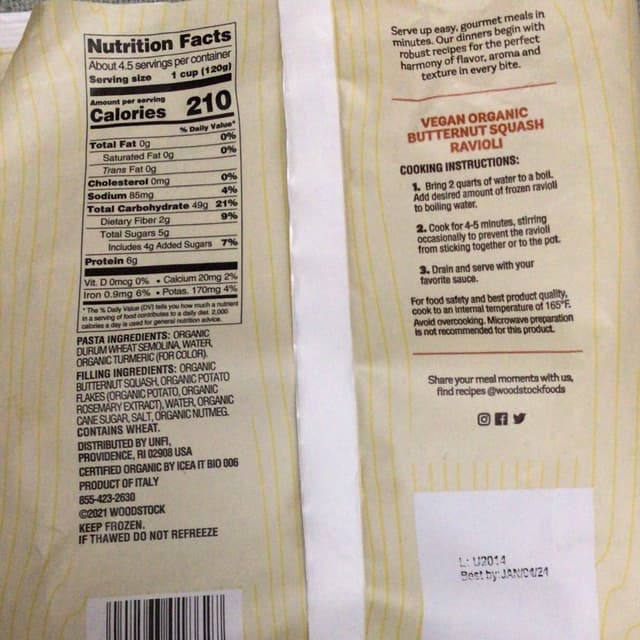 Nutrition Facts
About 4.5 servings per container
Serving size 1 cup (120g)
Amount per serving
Calories 210
% Daily Value*
Total Fat 0g 0%
Saturated Fat 0g 0%
Trans Fat 0g
Cholesterol 0mg 0%
Sodium 85mg 4%
Total Carbohydrate 49g 21%
Dietary Fiber 2g 9%
Total Sugars 5g
Includes 4g Added Sugars 7%
Protein 6g
Vit. D 0mcg 0% • Calcium 20mg 2%
Iron 0.9mg 6% • Potas. 170mg 4%
* The % Daily Value (DV) tells you how much a nutrient
in a serving of food contributes to a daily diet. 2,000
calories a day is used for general nutrition advice.
PASTA INGREDIENTS: ORGANIC
DURUM WHEAT SEMOLINA, WATER,
ORGANIC TURMERIC (FOR COLOR).
FILLING INGREDIENTS: ORGANIC
BUTTERNUT SQUASH, ORGANIC POTATO
FLAKES (ORGANIC POTATO, ORGANIC
ROSEMARY EXTRACT), WATER, ORGANIC
CANE SUGAR, SALT, ORGANIC NUTMEG.
CONTAINS WHEAT.
DISTRIBUTED BY UNFI,
PROVIDENCE, RI 02908 USA
CERTIFIED ORGANIC BY ICEA IT BIO 006
PRODUCT OF ITALY
855-423-2630
©2021 WOODSTOCK
KEEP FROZEN.
IF THAWED DO NOT REFREEZE
Serve up easy, gourmet meals in
minutes. Our dinners begin with
robust recipes for the perfect
harmony of flavor, aroma and
texture in every bite.
VEGAN ORGANIC
BUTTERNUT SQUASH
RAVIOLI
COOKING INSTRUCTIONS:
1. Bring 2 quarts of water to a boil.
Add desired amount of frozen ravioli
to boiling water.
2. Cook for 4-5 minutes, stirring
occasionally to prevent the ravioli
from sticking together or to the pot.
3. Drain and serve with your
favorite sauce.
For food safety and best product quality,
cook to an internal temperature of 165°F.
Avoid overcooking. Microwave preparation
is not recommended for this product.
Share your meal moments with us,
find recipes @woodstockfoods
L: U2014
Best by: JAN/04/24